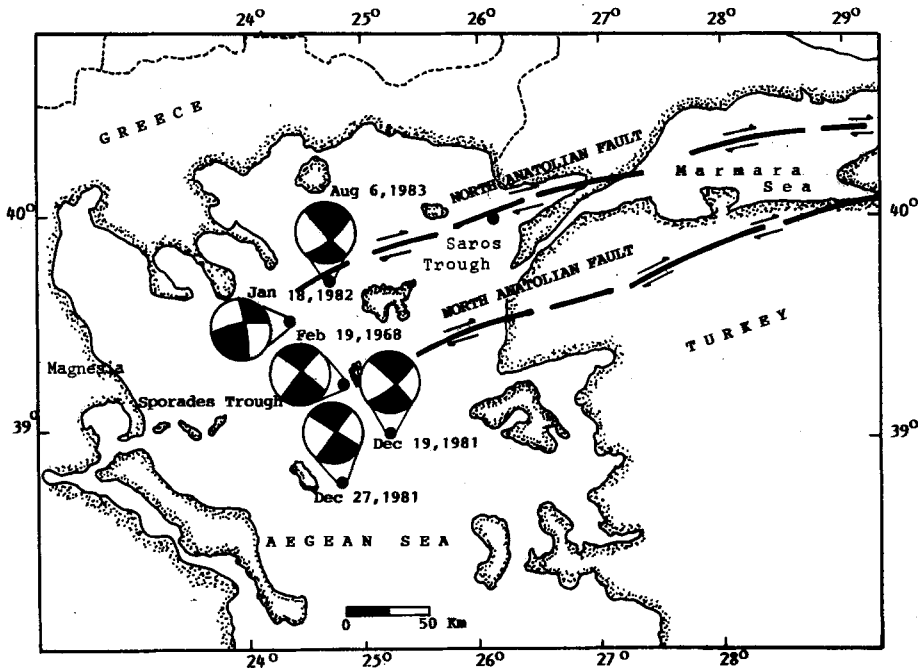 24° 25° 26° 27° 28° 29°
GREECE
Aug 6,1983
NORTH ANATOLIAN FAULT
Marmara
Sea
40° 40°
Saros
Trough
Jan 18,1982
NORTH ANATOLIAN FAULT
Feb 19,1968
TURKEY
Magnesia
Sporades Trough
39° 39°
Dec 19,1981
Dec 27,1981
AEGEAN SEA
0 50 Km
24° 25° 26° 27° 28°